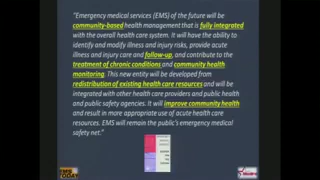 "Emergency medical services (EMS) of the future will be
community-based health management that is fully integrated
with the overall health care system. It will have the ability to
identify and modify illness and injury risks, provide acute
illness and injury care and follow-up, and contribute to the
treatment of chronic conditions and community health
monitoring. This new entity will be developed from
redistribution of existing health care resources and will be
integrated with other health care providers and public health
and public safety agencies. It will improve community health
and result in more appropriate use of acute health care
resources. EMS will remain the public's emergency medical
safety net."
TODAY